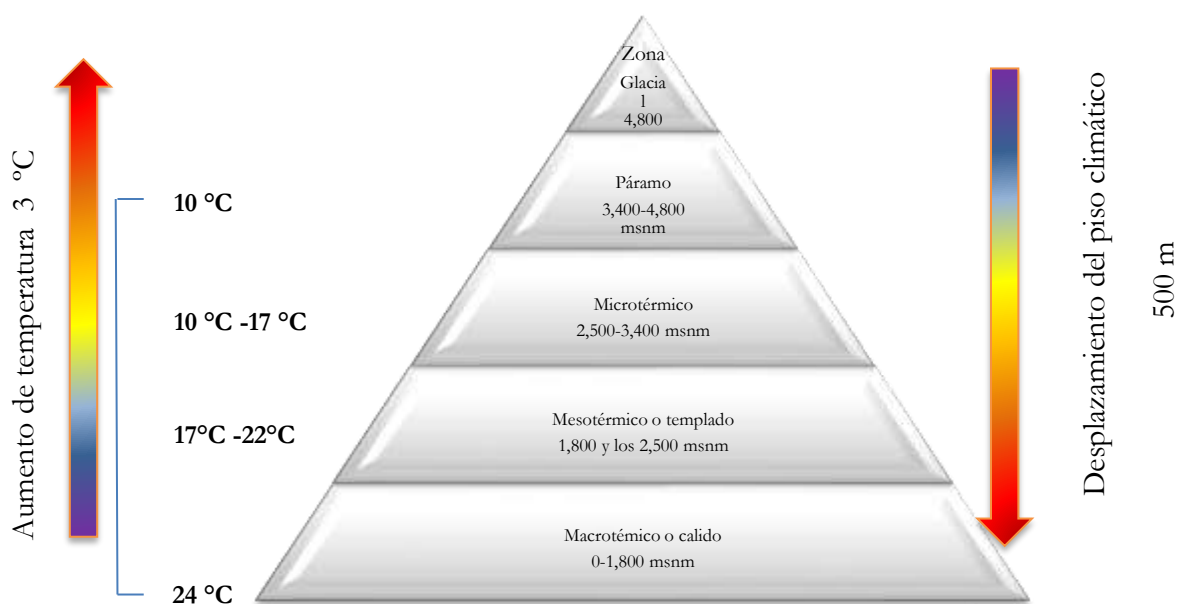 Aumento de temperatura 3 °C
10 °C
10 °C -17 °C
17°C -22°C
24 °C
Zona
Glacia
l
4,800
Páramo
3,400-4,800
msnm
Microtérmico
2,500-3,400 msnm
Mesotérmico o templado
1,800 y los 2,500 msnm
Macrotémico o calido
0-1,800 msnm
Desplazamiento del piso climático
500 m